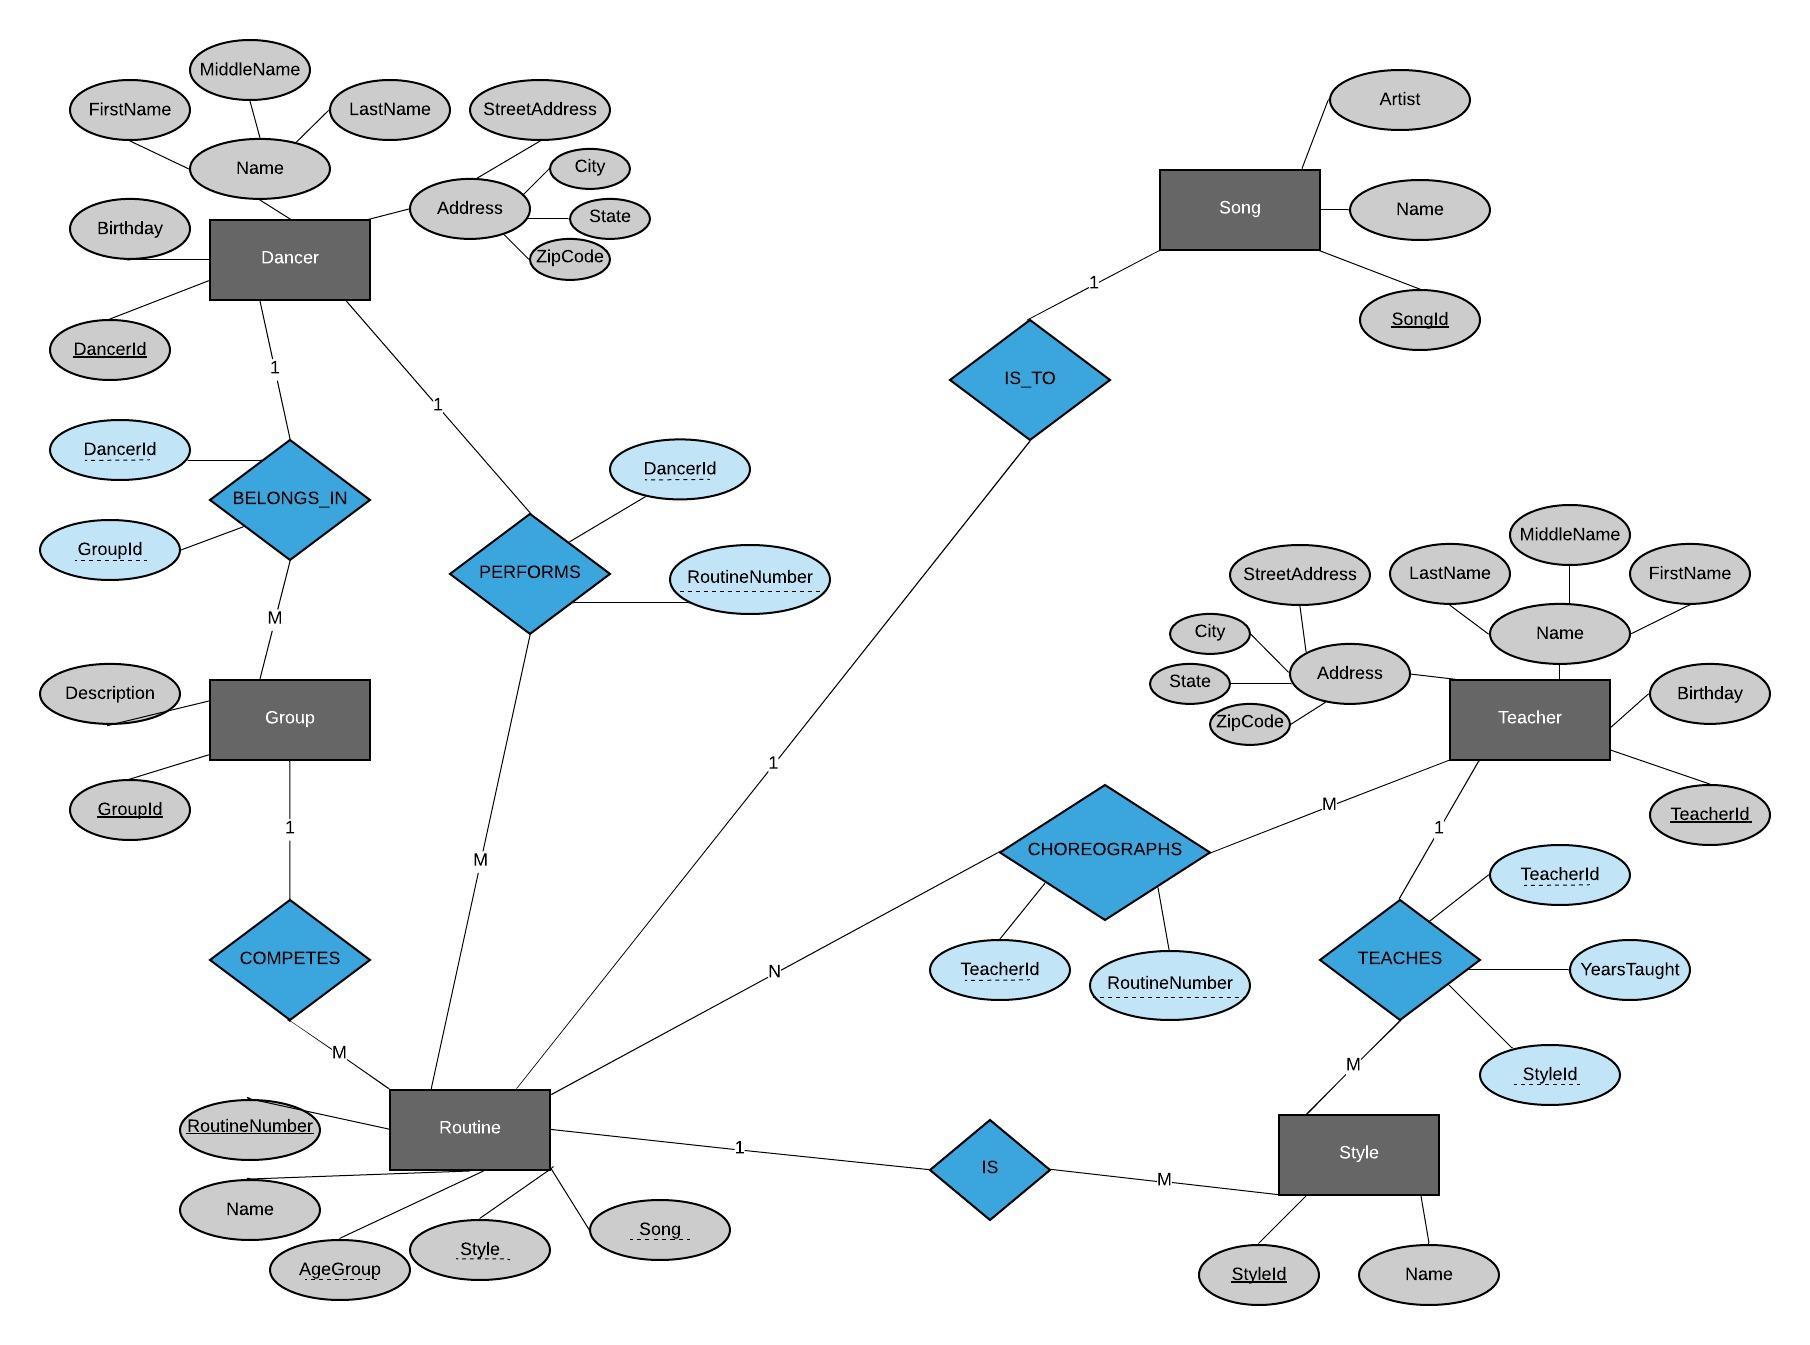 MiddleName
FirstName
LastName
StreetAddress
Artist
Name
City
Address
Song
Name
State
Birthday
Dancer
ZipCode
1
SongId
DancerId
1
IS_TO
1
DancerId
DancerId
BELONGS_IN
RoutineNumber
GroupId
PERFORMS
MiddleName
StreetAddress
LastName
FirstName
M
City
Name
Address
State
Description
Birthday
Group
ZipCode
Teacher
1
GroupId
M
TeacherId
1
1
CHOREOGRAPHS
M
TeacherId
COMPETES
TEACHES
N
TeacherId
YearsTaught
RoutineNumber
M
M
StyleId
RoutineNumber
Routine
1
IS
M
Style
Name
Song
Style
AgeGroup
StyleId
Name